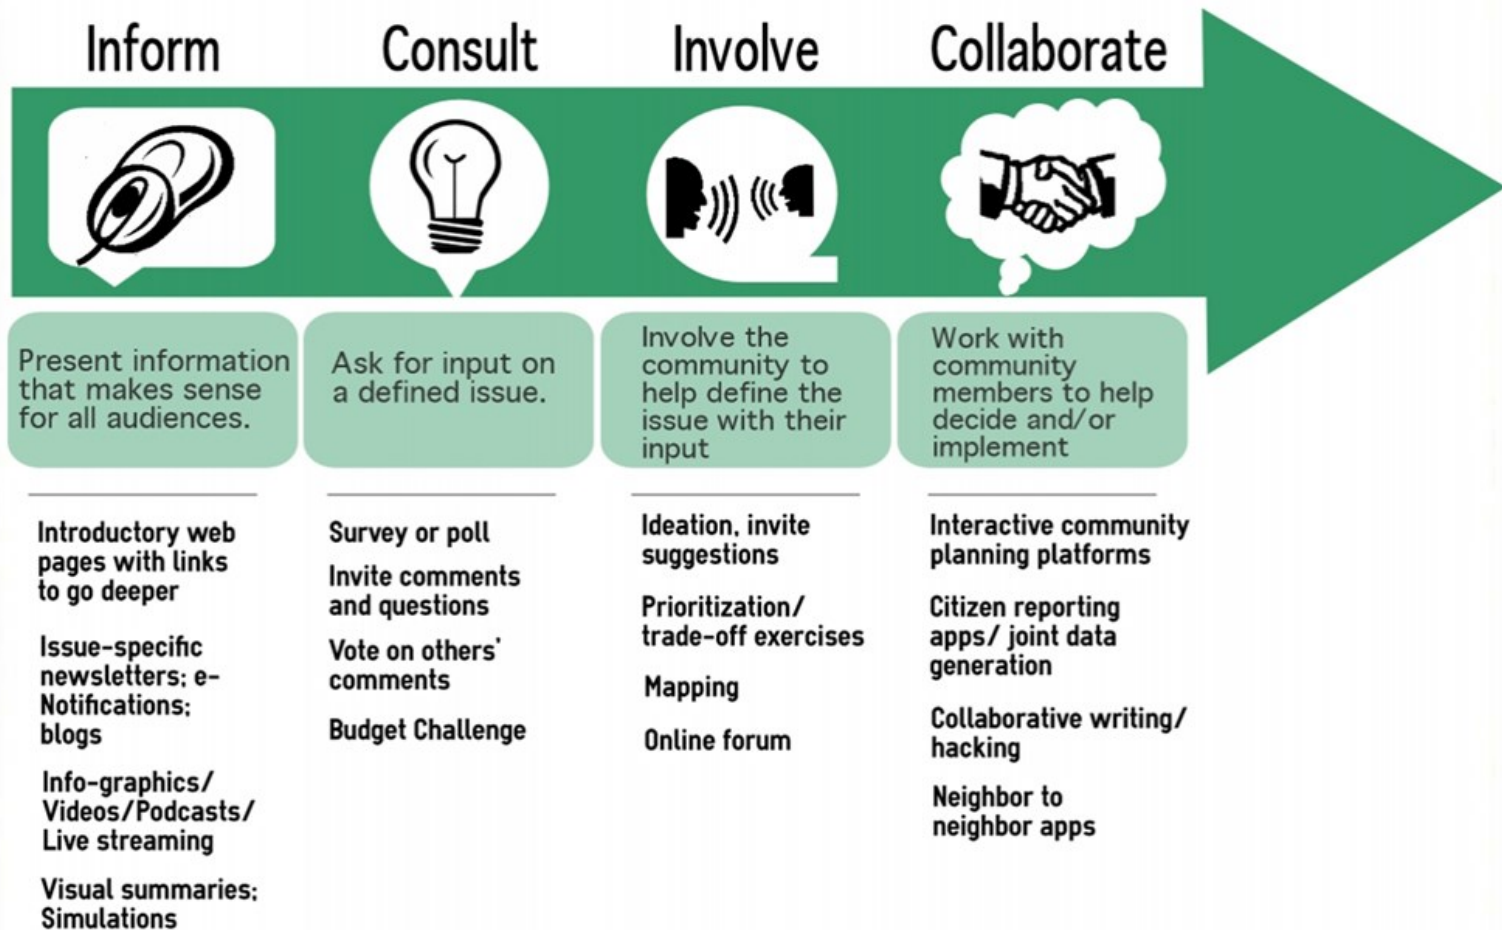 Inform
Consult
Involve
Collaborate
Present information
that makes sense
for all audiences.
Ask for input on
a defined issue.
Involve the
community to
help define the
issue with their
input
Work with
community
members to help
decide and/or
implement
Introductory web
pages with links
to go deeper
Issue-specific
newsletters; e-
Notifications;
blogs
Info-graphics/
Videos/Podcasts/
Live streaming
Visual summaries;
Simulations
Survey or poll
Invite comments
and questions
Vote on others'
comments
Budget Challenge
Ideation, invite
suggestions
Prioritization/
trade-off exercises
Mapping
Online forum
Interactive community
planning platforms
Citizen reporting
apps/ joint data
generation
Collaborative writing/
hacking
Neighbor to
neighbor apps